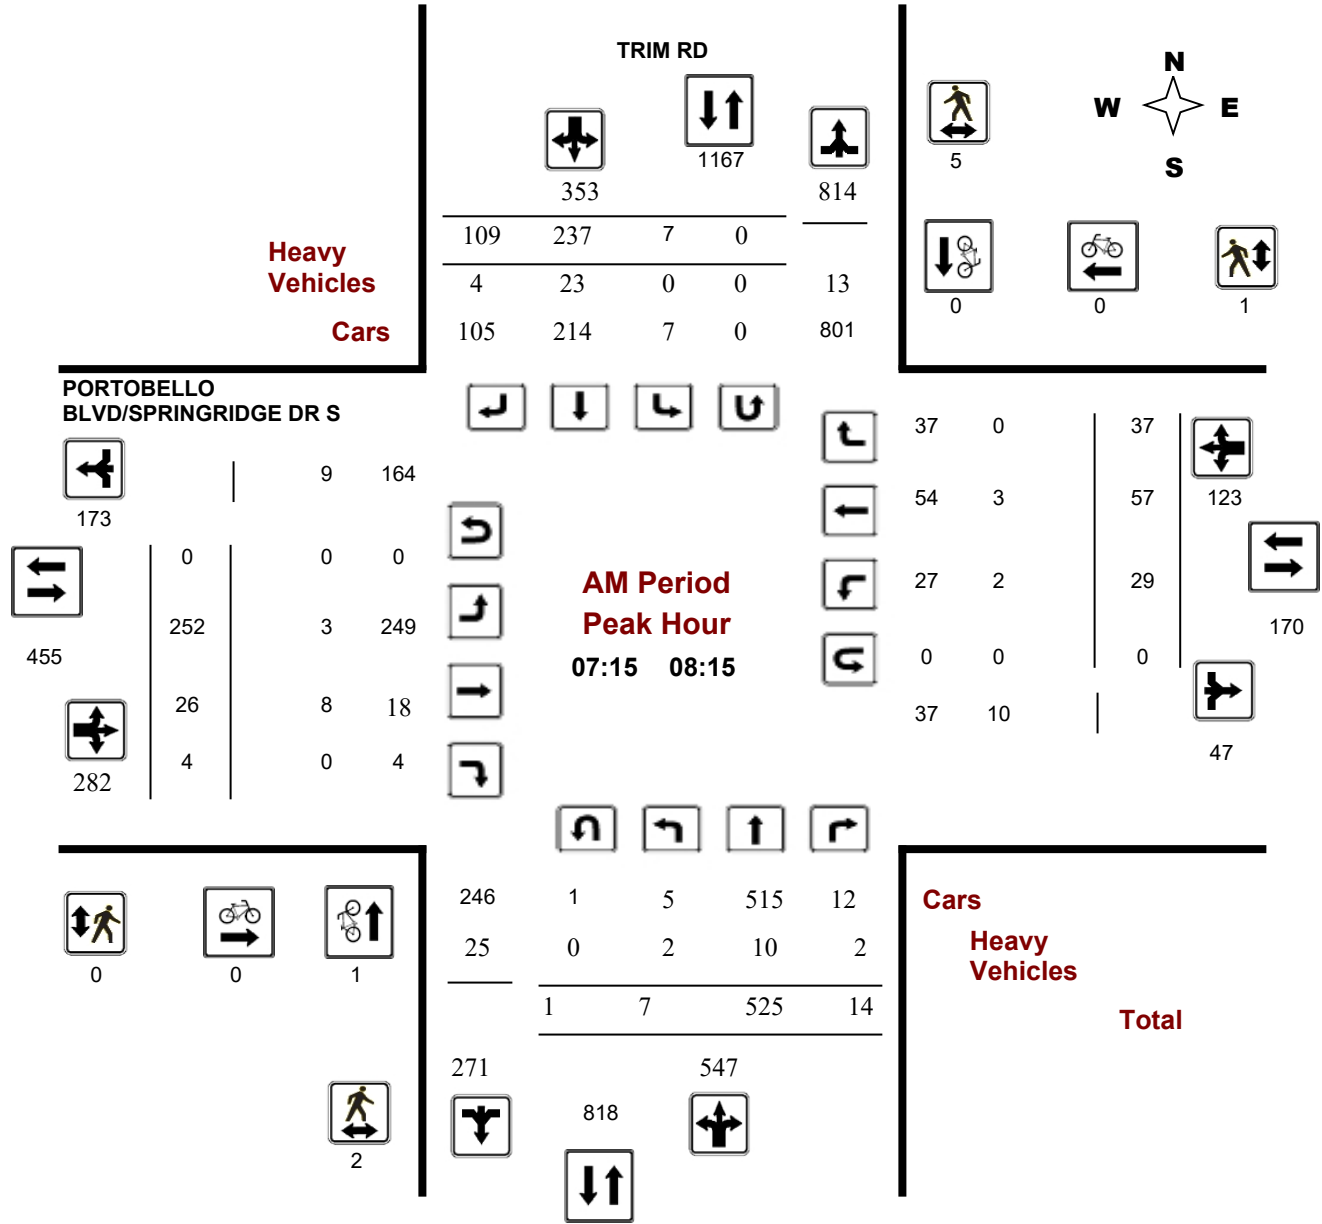 TRIM RD
N
W E
S
1167
5
353 814
109 237 7 0
Heavy
Vehicles 4 23 0 0 13
0 0 1
Cars 105 214 7 0 801
PORTOBELLO
BLVD/SPRINGRIDGE DR S
37 0 37
9 164
54 3 57 123
173
0 0 0
AM Period
27 2 29
Peak Hour
252 3 249 170
455 07:15 08:15 0 0 0
26 8 18 37 10
47
4 0 4
282
246 1 5 515 12 Cars
25 0 2 10 2 Heavy
Vehicles
0 0 1
1 7 525 14 Total
271 547
818
2